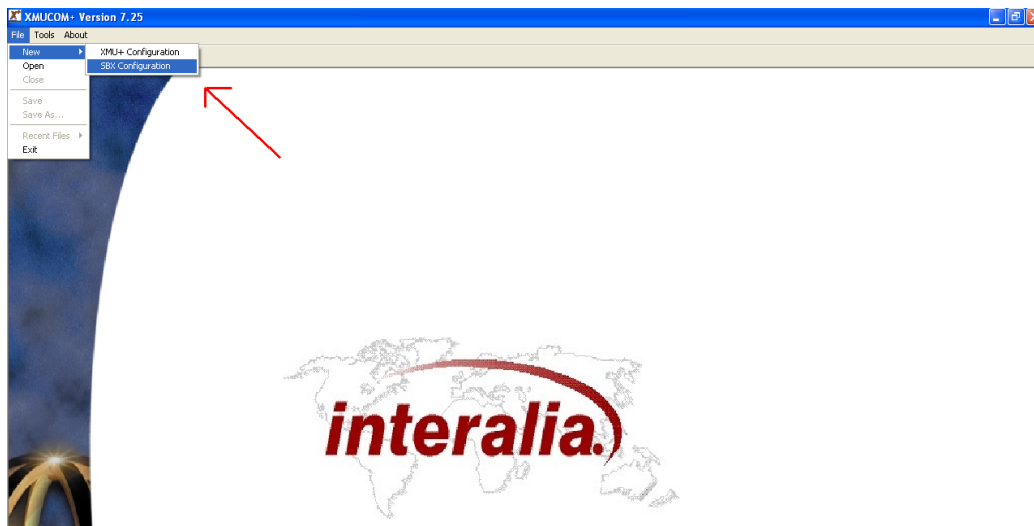 XMUCOM+ Version 7.25
File Tools About
New
XMU+ Configuration
Open
SBX Configuration
Close
Save
Save As...
Recent Files
Exit
interalia.